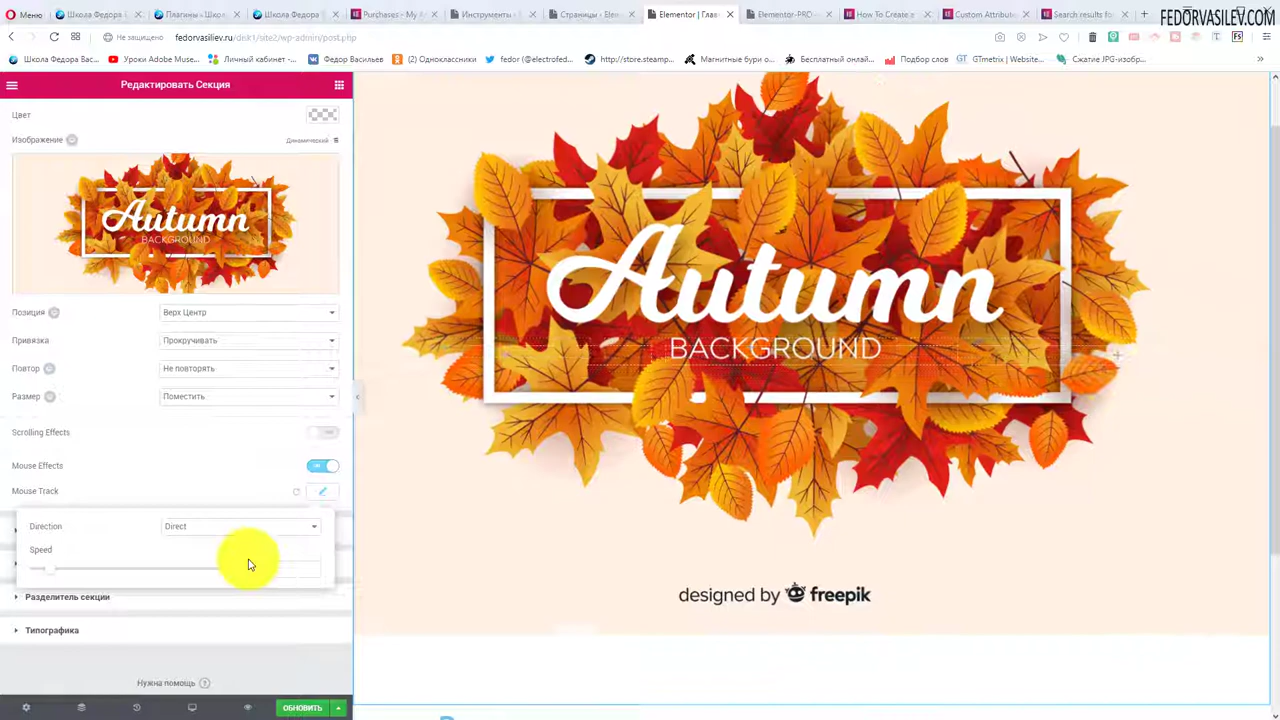 Меню
Школа Федора
Плагины ‹ Шко
Школа Федора
Purchases - My A
Инструменты ‹
Страницы ‹ Elem
Elementor | Глав
Elementor-PRO -
How To Create a
Custom Attribute
Search results fo
FEDORVASILEV.COM
Не защищено
fedorvasiliev.ru/disk1/site2/wp-admin/post.php
Школа Федора Вас...
Уроки Adobe Muse...
Личный кабинет -...
Федор Васильев
(2) Одноклассники
fedor (@electrofed...
http://store.steamp...
Магнитные бури о...
Бесплатный онлай...
Подбор слов
GTmetrix | Website...
Сжатие JPG-изобр...
Редактировать Секция
Цвет
Изображение
Динамический
Autumn
BACKGROUND
Позиция
Верх Центр
Привязка
Прокручивать
Повтор
Не повторять
Размер
Поместить
Scrolling Effects
Mouse Effects
Mouse Track
Direction
Direct
Speed
Разделитель секции
Типографика
Нужна помощь
ОБНОВИТЬ
Autumn
BACKGROUND
designed by freepik